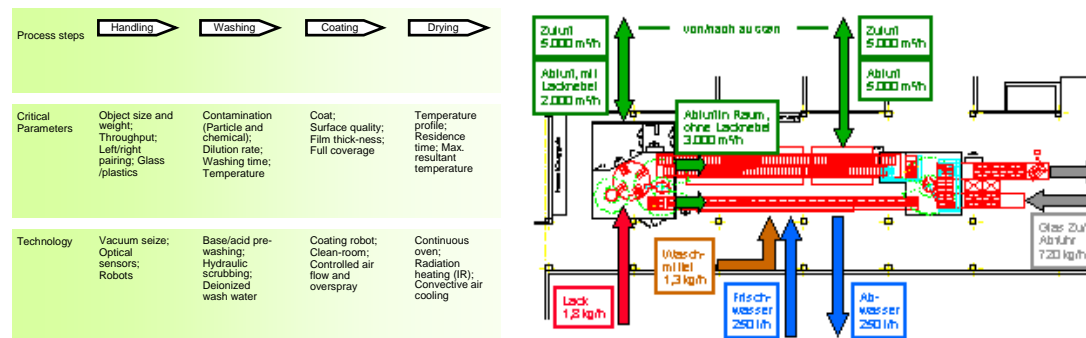 Process steps
Handling
Washing
Coating
Drying
Critical
Parameters
Object size and
weight;
Throughput;
Left/right
pairing; Glass
/plastics
Contamination
(Particle and
chemical);
Dilution rate;
Washing time;
Temperature
Coat;
Surface quality;
Film thick-ness;
Full coverage
Temperature
profile;
Residence
time; Max.
resultant
temperature
Technology
Vacuum seize;
Optical
sensors;
Robots
Base/acid pre-
washing;
Hydraulic
scrubbing;
Deionized
wash water
Coating robot;
Clean-room;
Controlled air
flow and
overspray
Continuous
oven;
Radiation
heating (IR);
Convective air
cooling
Zuluft
5.000 m³/h
von/nach aussen
Zuluft
5.000 m³/h
Abluft, mit
Lacknebel
2.000 m³/h
Abluft
5.000 m³/h
Abluft in Raum,
ohne Lacknebel
3.000 m³/h
Wasch-
mittel
1,3 kg/h
Glas Zu/
Abfuhr
720 kg/h
Lack
1,8 kg/h
Frisch-
wasser
250 l/h
Ab-
wasser
250 l/h